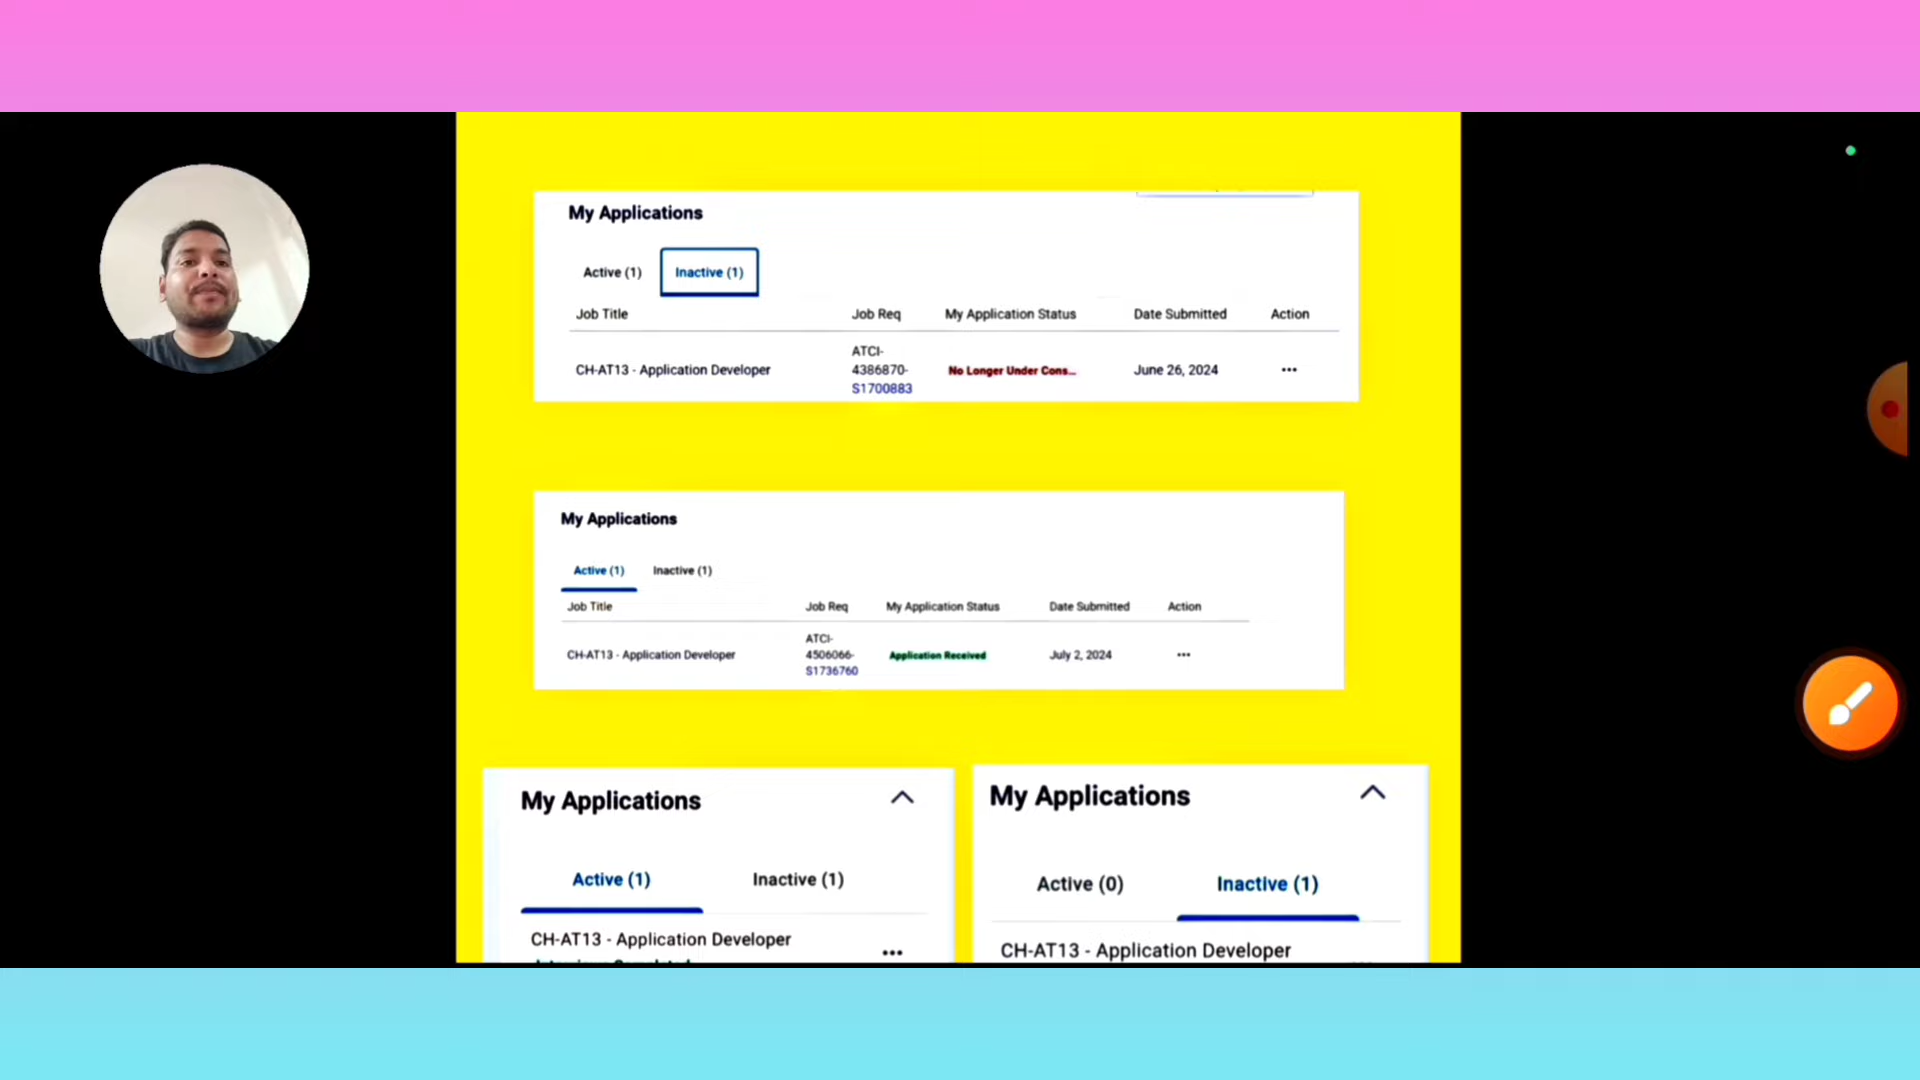 My Applications
Active (1) Inactive (1)
Job Title Job Req My Application Status Date Submitted Action
CH-AT13 - Application Developer ATCI-4386870-S1700883 No Longer Under Cons... June 26, 2024 ...
My Applications
Active (1) Inactive (1)
Job Title Job Req My Application Status Date Submitted Action
CH-AT13 - Application Developer ATCI-4506066-S1736760 Application Received July 2, 2024 ...
My Applications
Active (1) Inactive (1)
CH-AT13 - Application Developer ...
My Applications
Active (0) Inactive (1)
CH-AT13 - Application Developer